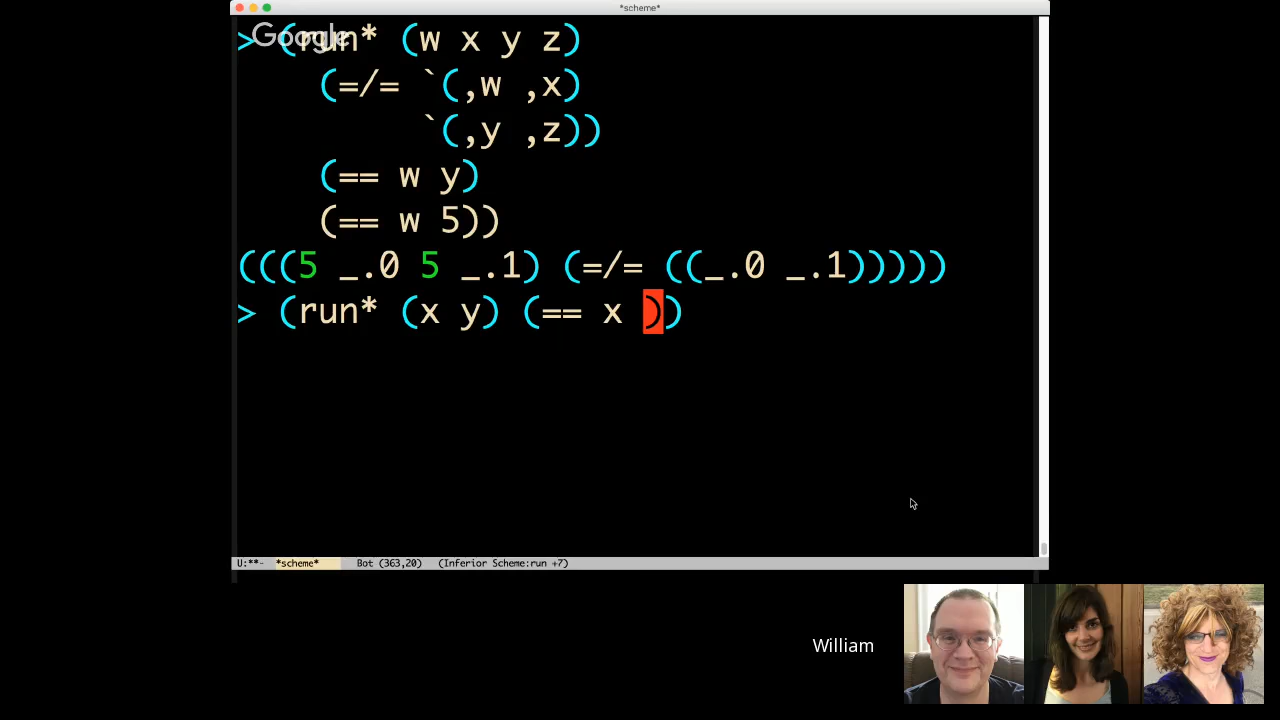 *scheme*
Google
> (run* (w x y z)
(=/= `(,w ,x)
`(,y ,z))
(== w y)
(== w 5))
(((5 _.0 5 _.1) (=/= ((_.0 _.1)))))
> (run* (x y) (== x ))
U:**- *scheme* Bot (363,20) (Inferior Scheme:run +7)
William